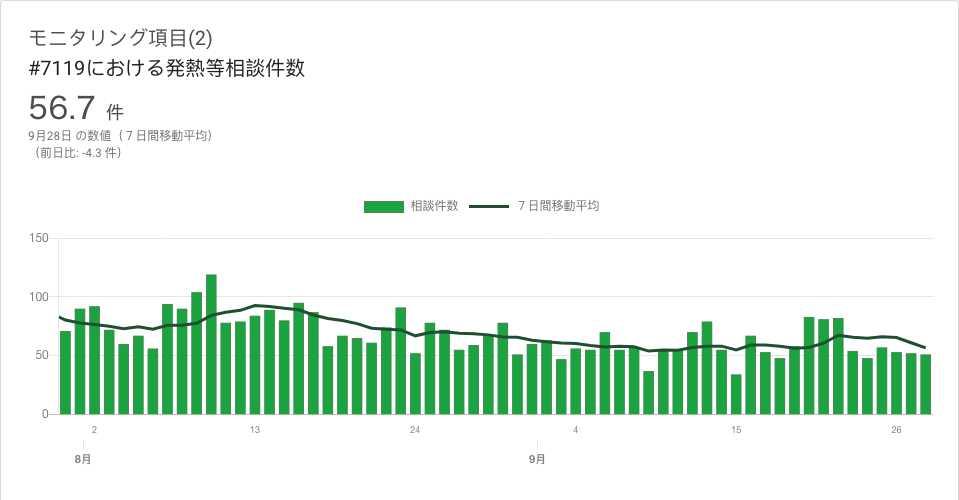 モニタリング項目(2)
#7119における発熱等相談件数
56.7 件
9月28日 の数値（７日間移動平均）
（前日比: -4.3 件）
相談件数 ７日間移動平均
150
100
50
0
2 13 24 4 15 26
8月 9月